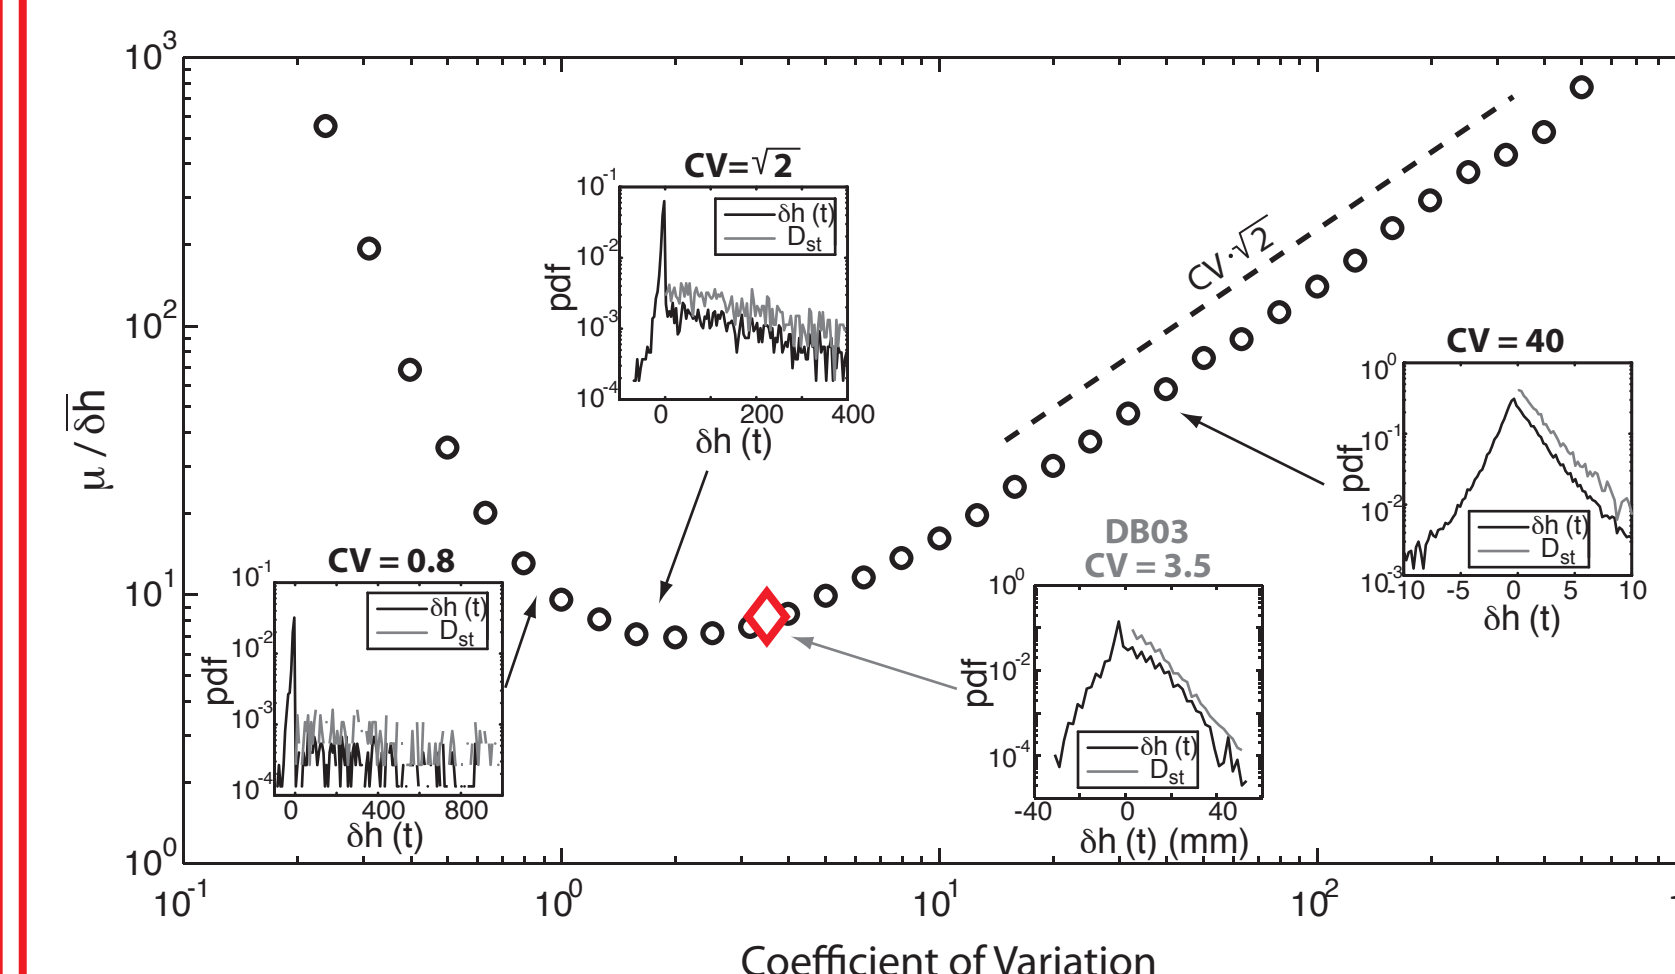 10³
10²
10¹
10⁰
μ / δh̅
10⁻¹
10⁰
10¹
10²
Coefficient of Variation
CV·√2
CV=√2
10⁻¹
10⁻²
10⁻³
10⁻⁴
pdf
δh (t)
D_st
0 200 400
δh (t)
CV = 0.8
10⁻¹
10⁻²
10⁻³
10⁻⁴
pdf
δh (t)
D_st
0 400 800
δh (t)
DB03
CV = 3.5
10⁰
10⁻²
10⁻⁴
pdf
δh (t)
D_st
-40 0 40
δh (t) (mm)
CV = 40
10⁰
10⁻¹
10⁻²
10⁻³
pdf
δh (t)
D_st
-10 -5 0 5 10
δh (t)